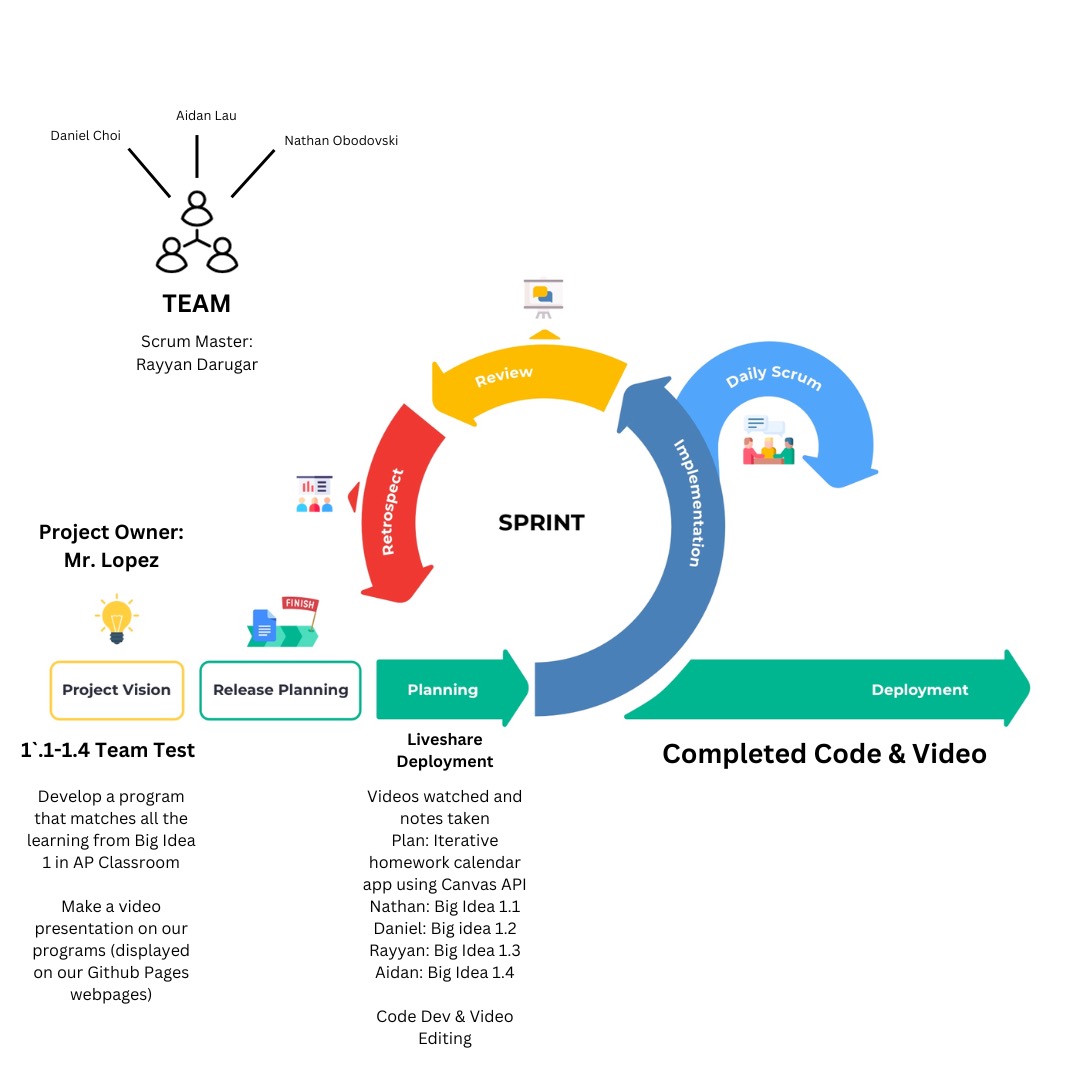 Aidan Lau
Daniel Choi
Nathan Obodovski
TEAM
Scrum Master:
Rayyan Darugar
Review
Daily Scrum
Implementation
Retrospect
SPRINT
Project Owner:
Mr. Lopez
FINISH
Project Vision
Release Planning
Planning
Deployment
1`.1-1.4 Team Test
Develop a program
that matches all the
learning from Big Idea
1 in AP Classroom
Make a video
presentation on our
programs (displayed
on our Github Pages
webpages)
Liveshare
Deployment
Videos watched and
notes taken
Plan: Iterative
homework calendar
app using Canvas API
Nathan: Big Idea 1.1
Daniel: Big idea 1.2
Rayyan: Big Idea 1.3
Aidan: Big Idea 1.4
Code Dev & Video
Editing
Completed Code & Video